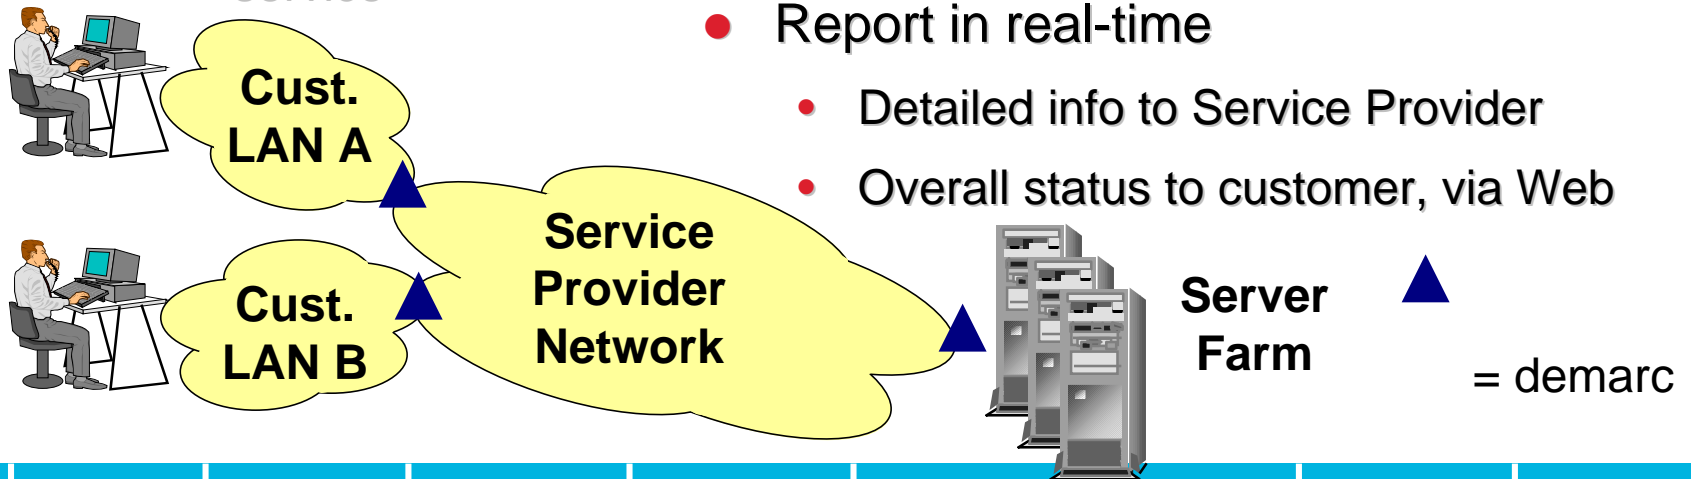 Report in real-time
Detailed info to Service Provider
Overall status to customer, via Web
Cust.
LAN A
Service
Provider
Network
Cust.
LAN B
Server
Farm
= demarc